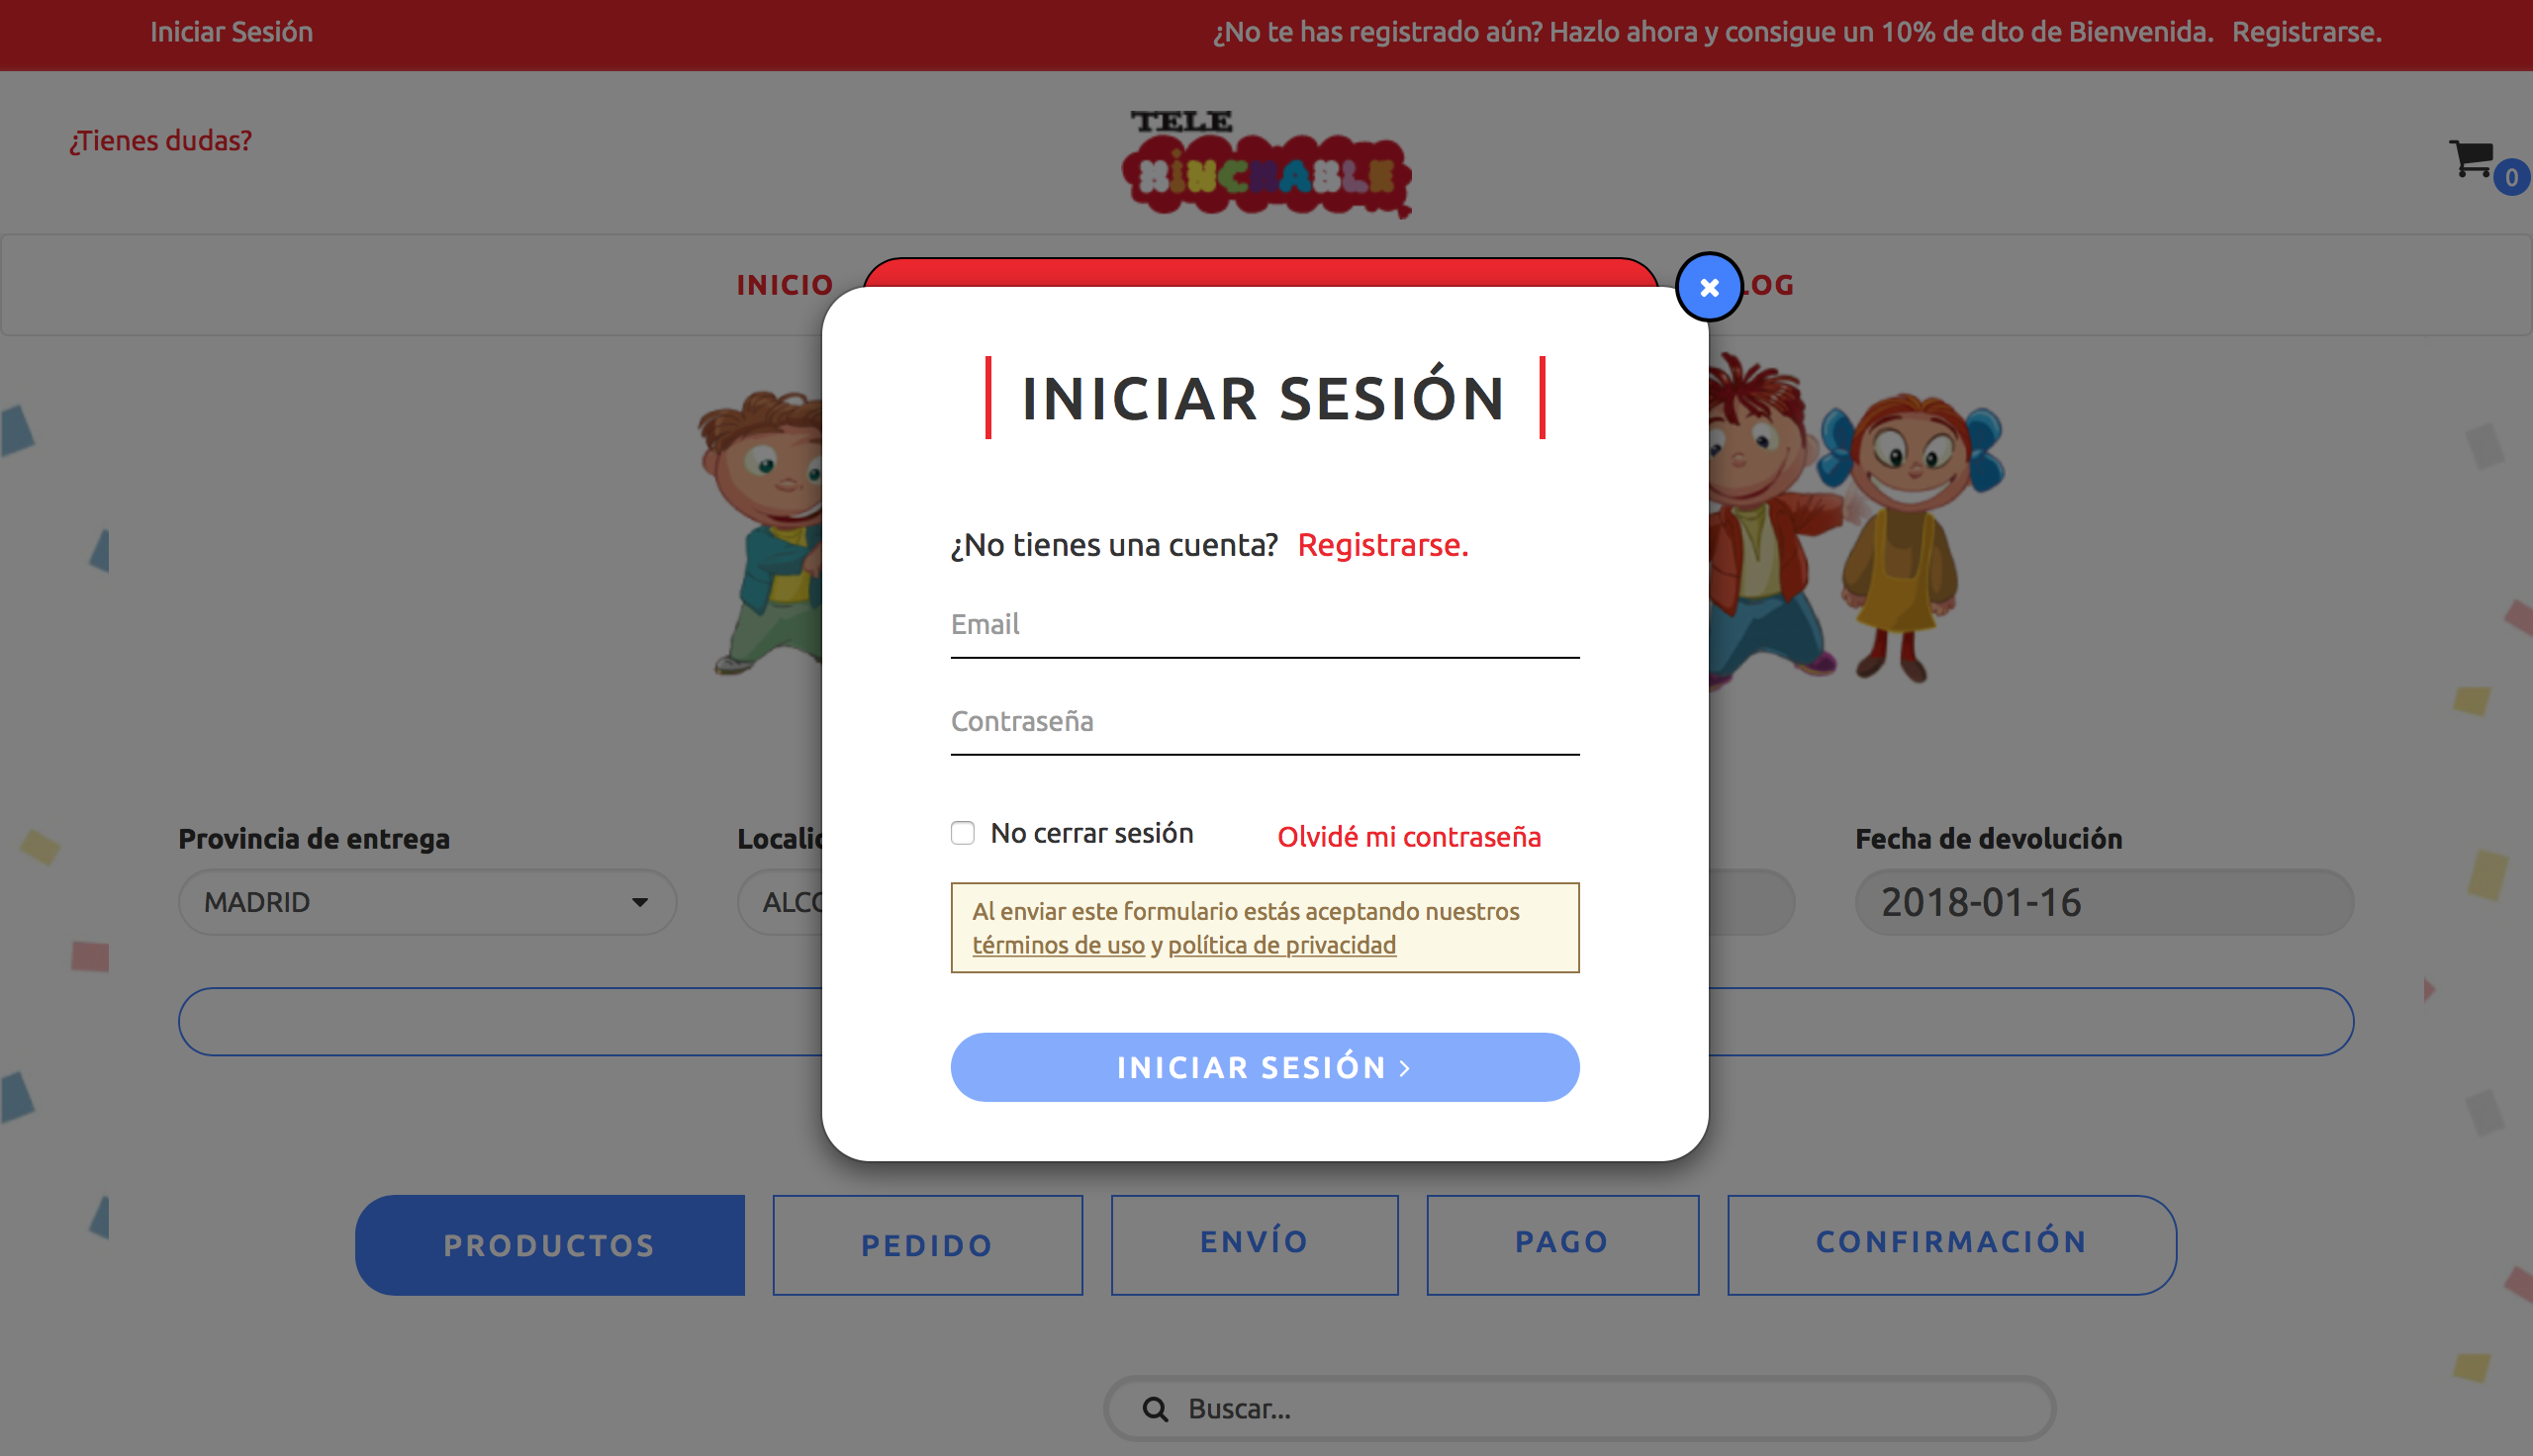 Iniciar Sesión
¿No te has registrado aún? Hazlo ahora y consigue un 10% de dto de Bienvenida. Registrarse.
¿Tienes dudas?
TELE
HINCHABLE
0
INICIO
LOG
INICIAR SESIÓN
¿No tienes una cuenta? Registrarse.
Email
Contraseña
No cerrar sesión
Olvidé mi contraseña
Al enviar este formulario estás aceptando nuestros
términos de uso y política de privacidad
INICIAR SESIÓN
Provincia de entrega
MADRID
Locali
ALCO
Fecha de devolución
2018-01-16
PRODUCTOS
PEDIDO
ENVÍO
PAGO
CONFIRMACIÓN
Buscar...